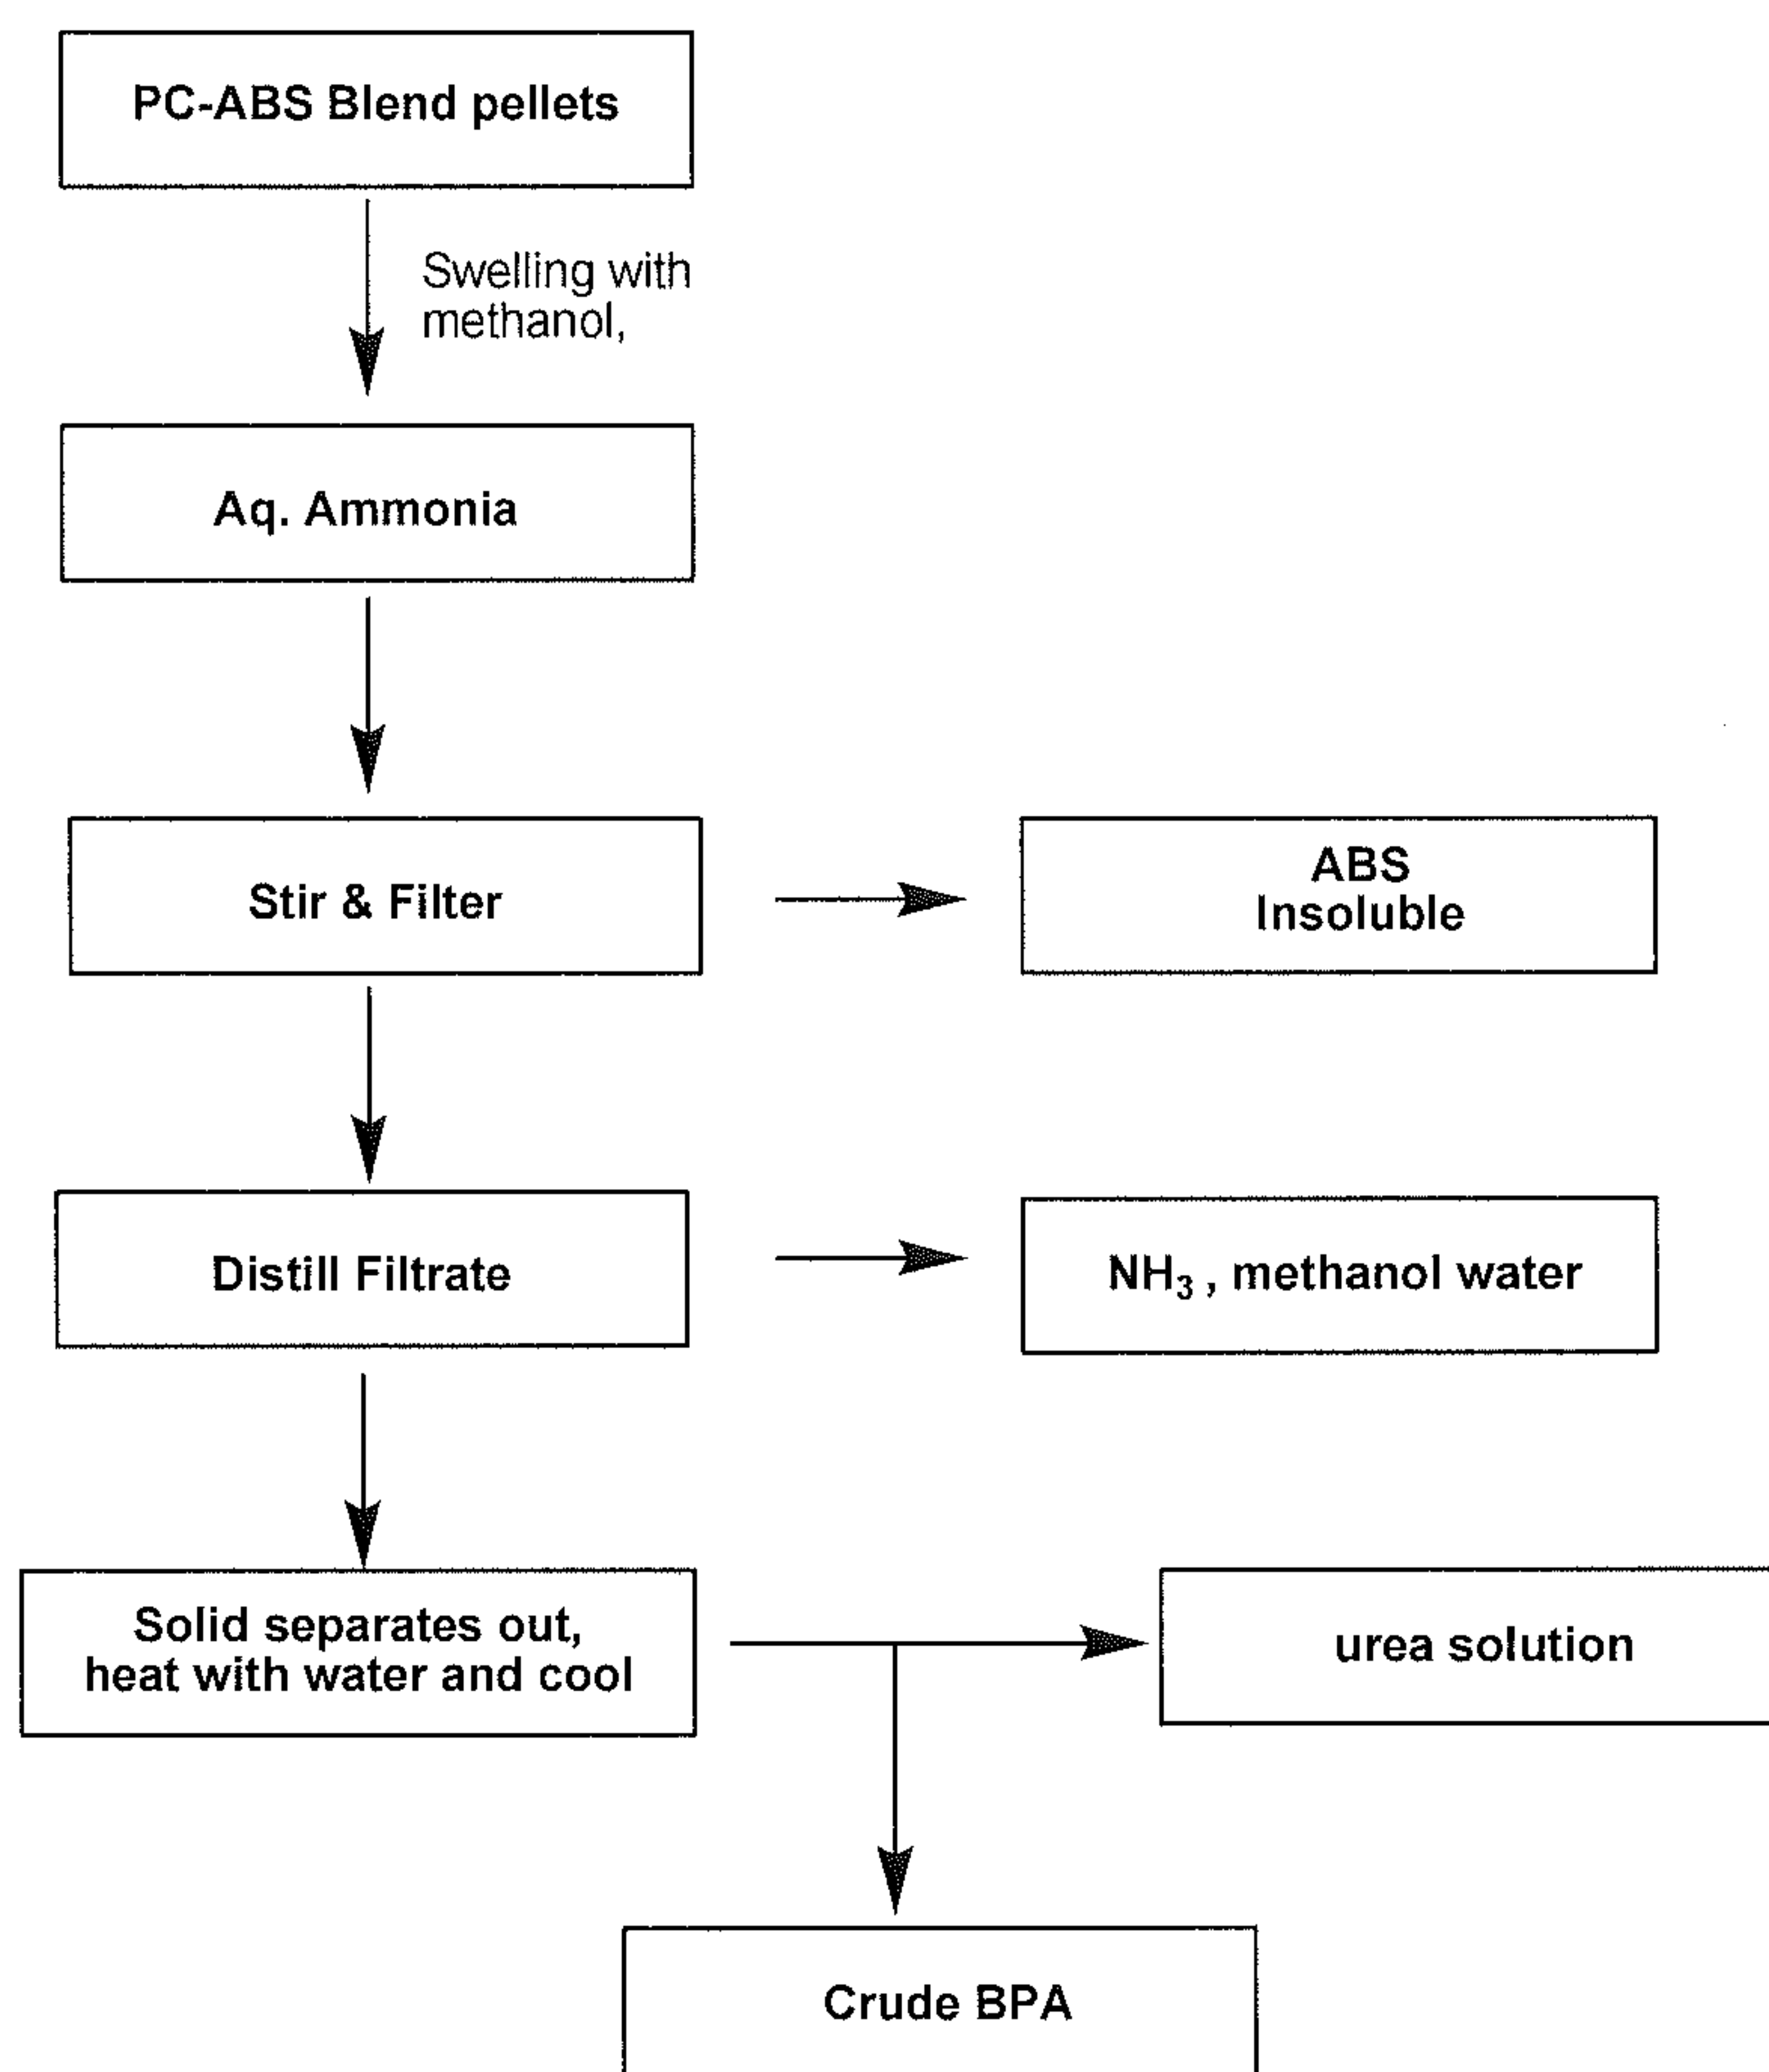 PC-ABS Blend pellets
Swelling with
methanol,
Aq. Ammonia
Stir & Filter
ABS
Insoluble
Distill Filtrate
NH₃ , methanol water
Solid separates out,
heat with water and cool
urea solution
Crude BPA